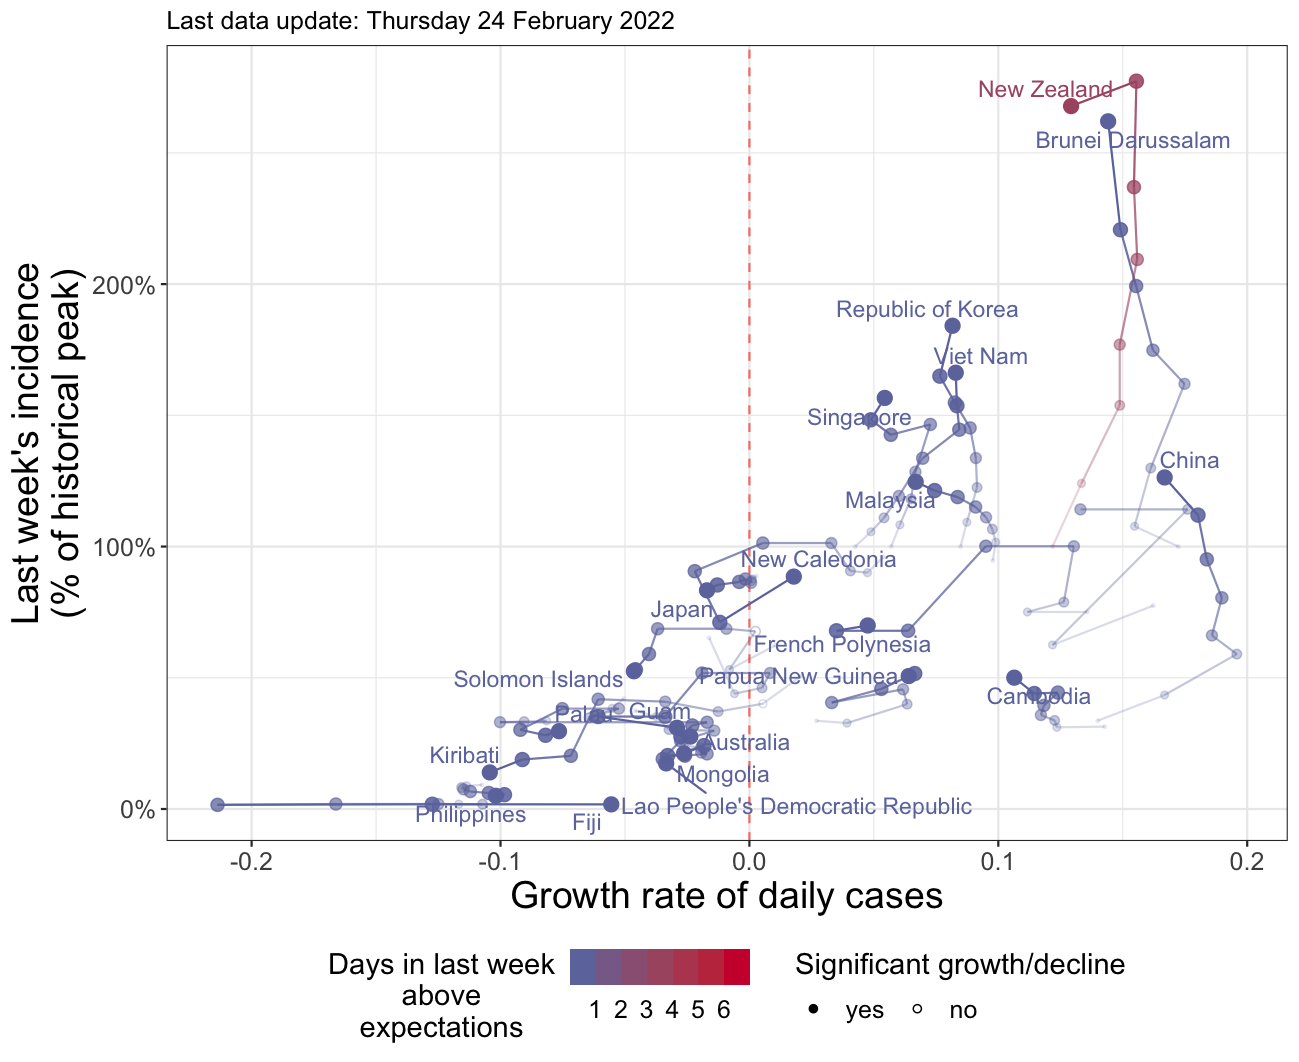 Last data update: Thursday 24 February 2022
Last week's incidence
(% of historical peak)
200%
100%
0%
New Zealand
Brunei Darussalam
Republic of Korea
Viet Nam
Singapore
China
Malaysia
New Caledonia
Japan
French Polynesia
Solomon Islands
Papua New Guinea
Cambodia
Palau
Guam
Australia
Kiribati
Mongolia
Lao People's Democratic Republic
Philippines
Fiji
-0.2
-0.1
0.0
0.1
0.2
Growth rate of daily cases
Days in last week
above
expectations
1 2 3 4 5 6
Significant growth/decline
yes
no